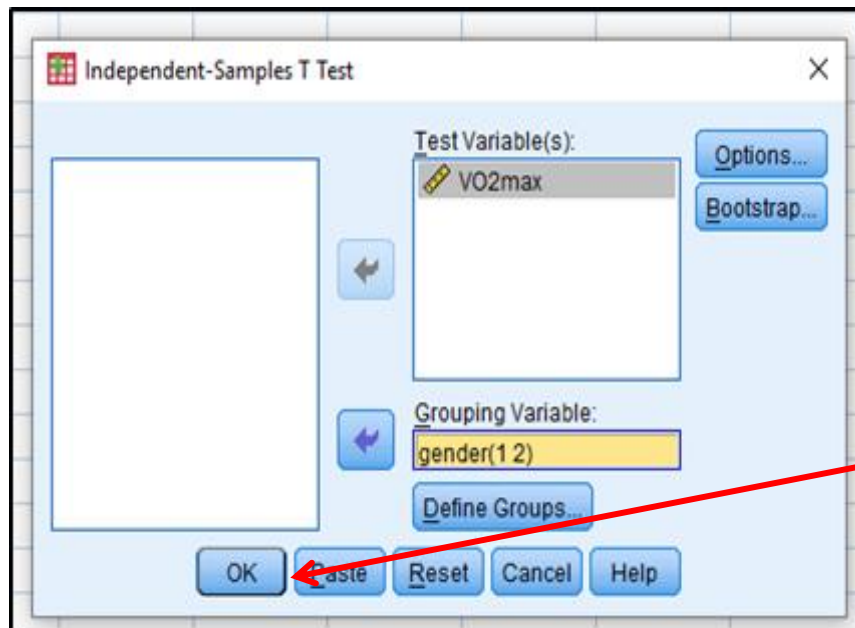 Independent-Samples T Test
Test Variable(s):
VO2max
Options...
Bootstrap...
Grouping Variable:
gender(1 2)
Define Groups...
OK Paste Reset Cancel Help